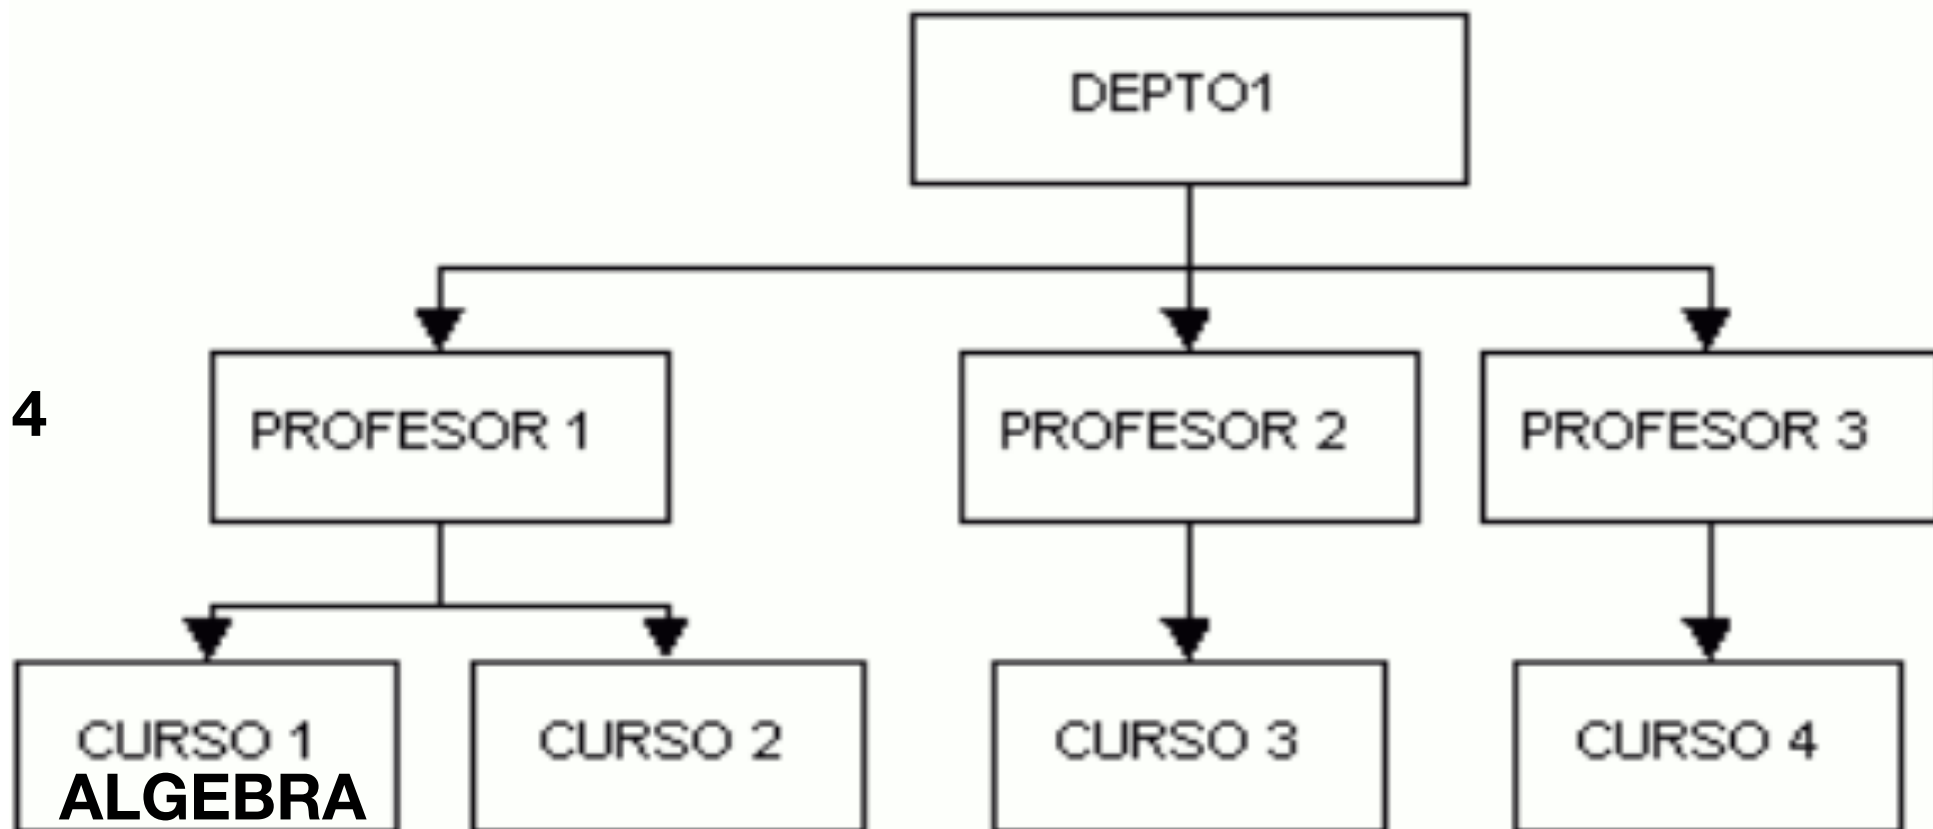 DEPTO1
4
PROFESOR 1
PROFESOR 2
PROFESOR 3
CURSO 1
ALGEBRA
CURSO 2
CURSO 3
CURSO 4